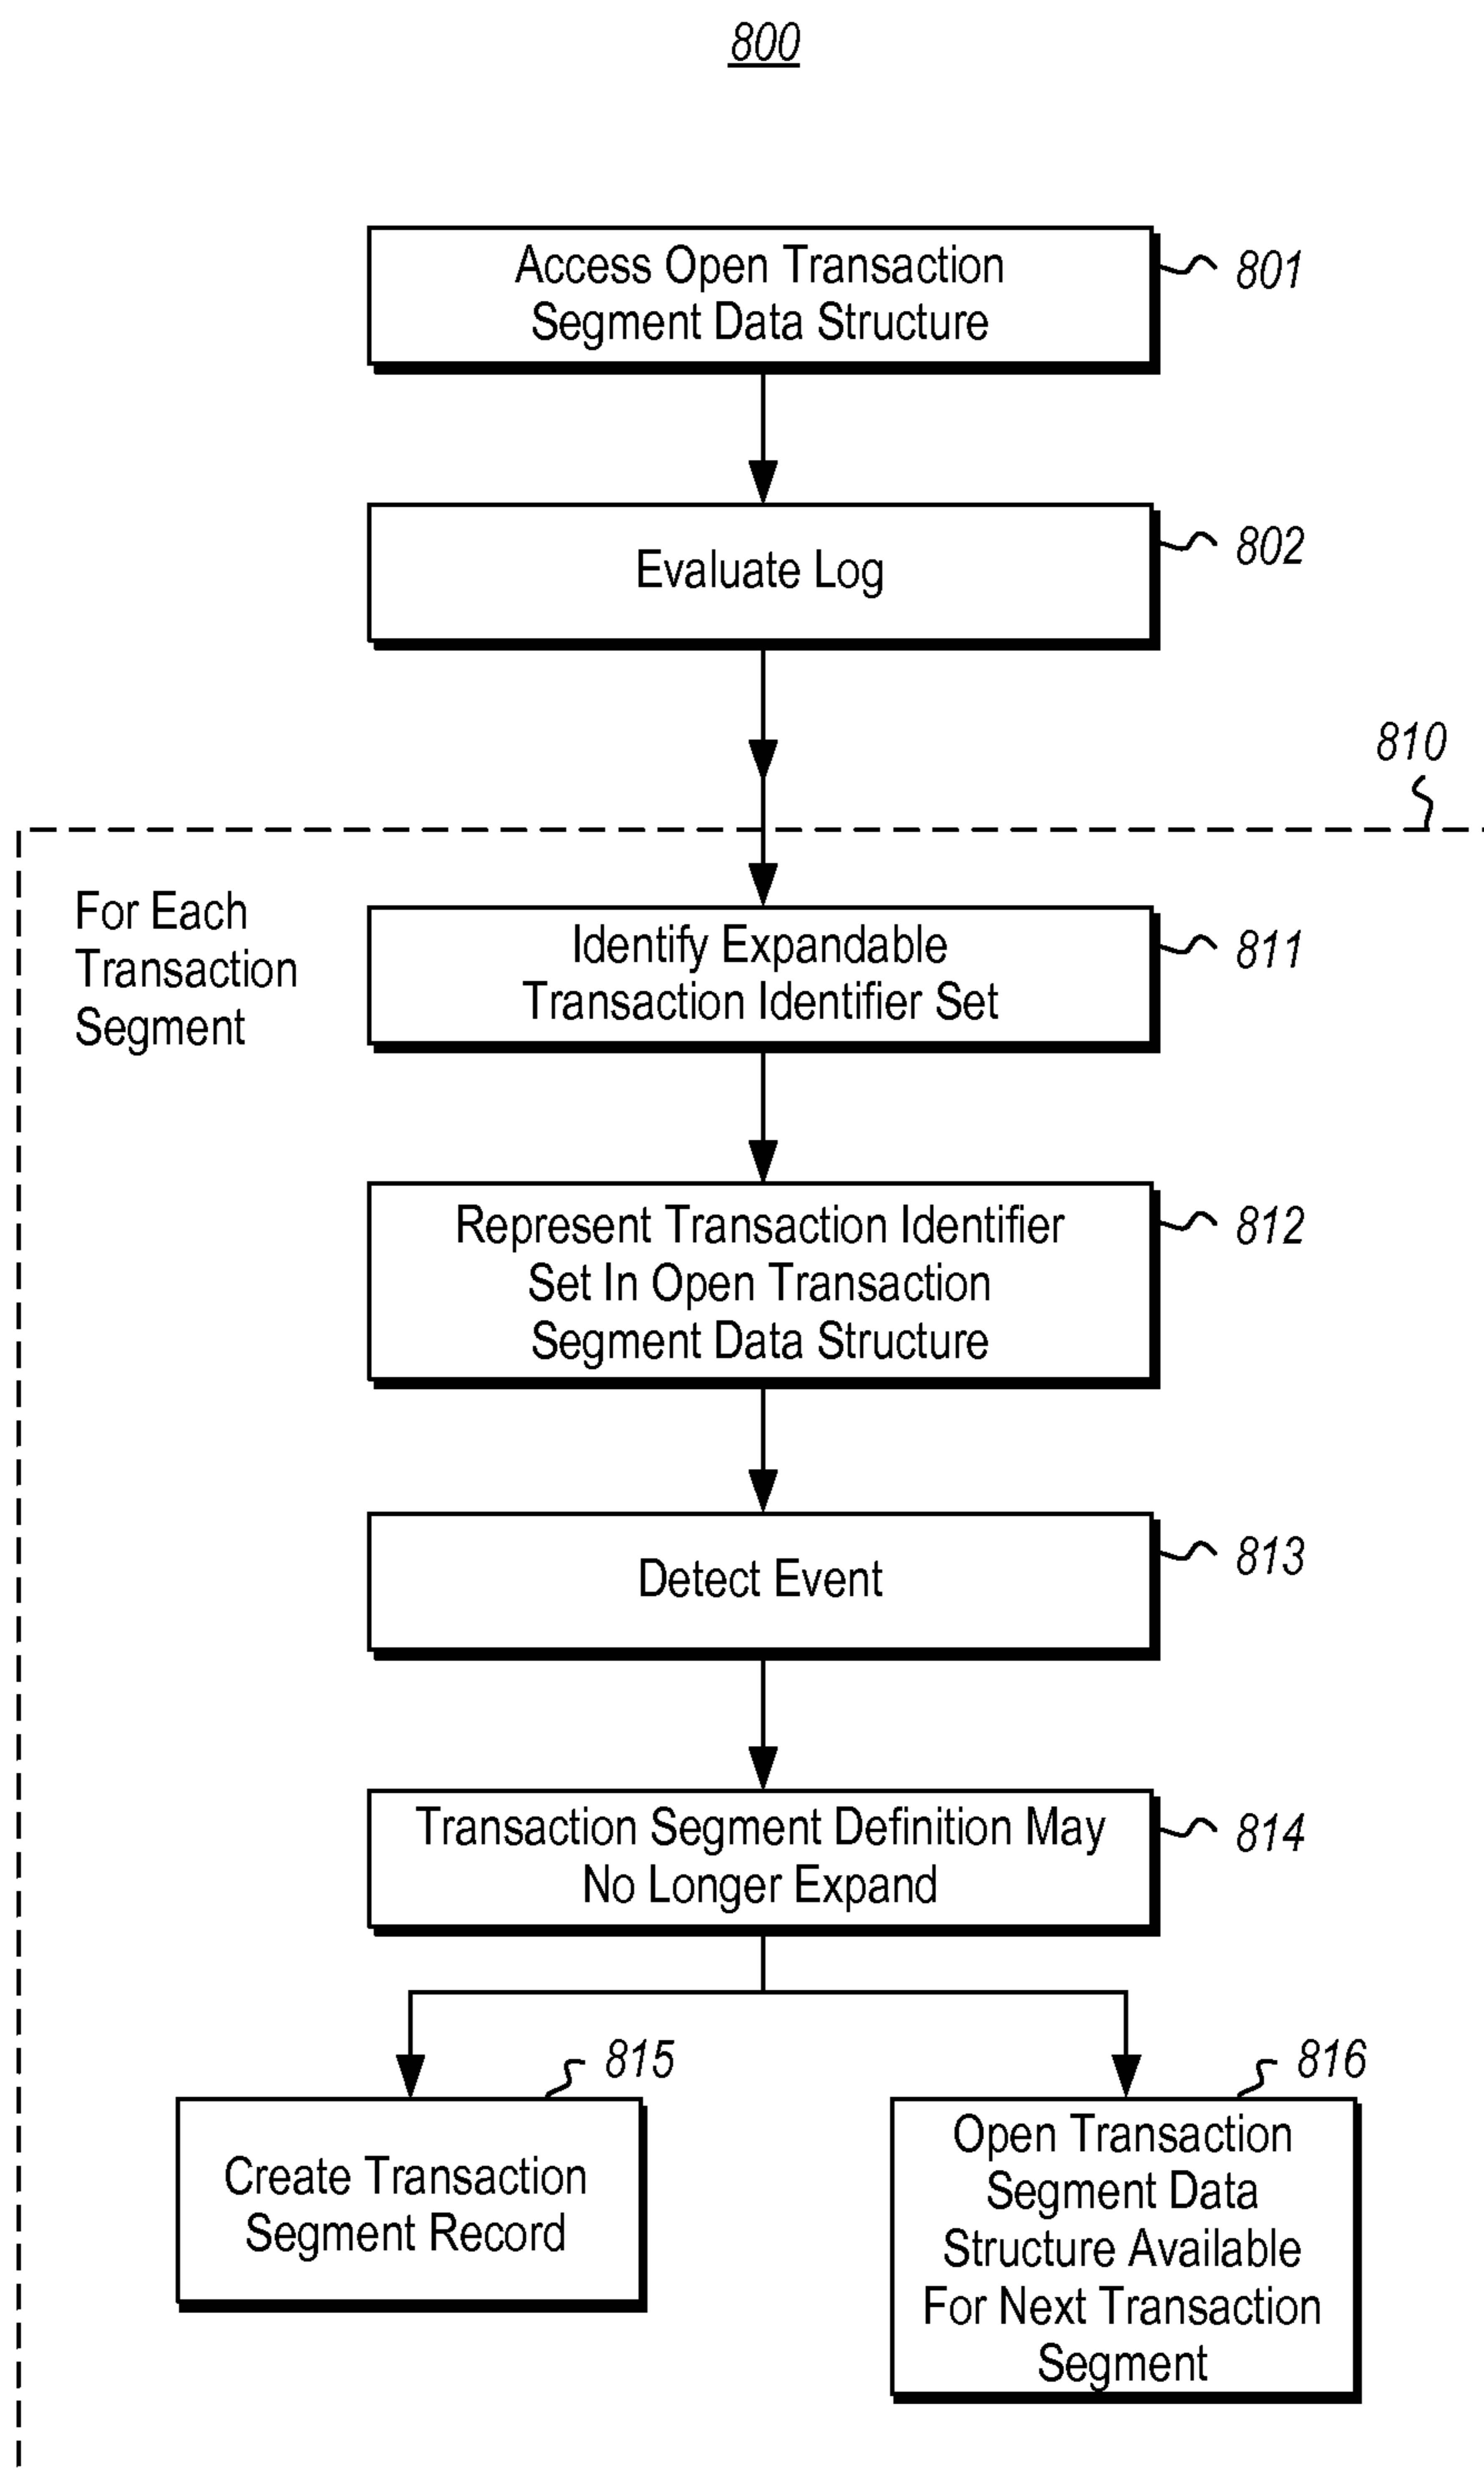 800
Access Open Transaction
Segment Data Structure
801
Evaluate Log
802
810
For Each
Transaction
Segment
Identify Expandable
Transaction Identifier Set
811
Represent Transaction Identifier
Set In Open Transaction
Segment Data Structure
812
Detect Event
813
Transaction Segment Definition May
No Longer Expand
814
815
Create Transaction
Segment Record
816
Open Transaction
Segment Data
Structure Available
For Next Transaction
Segment